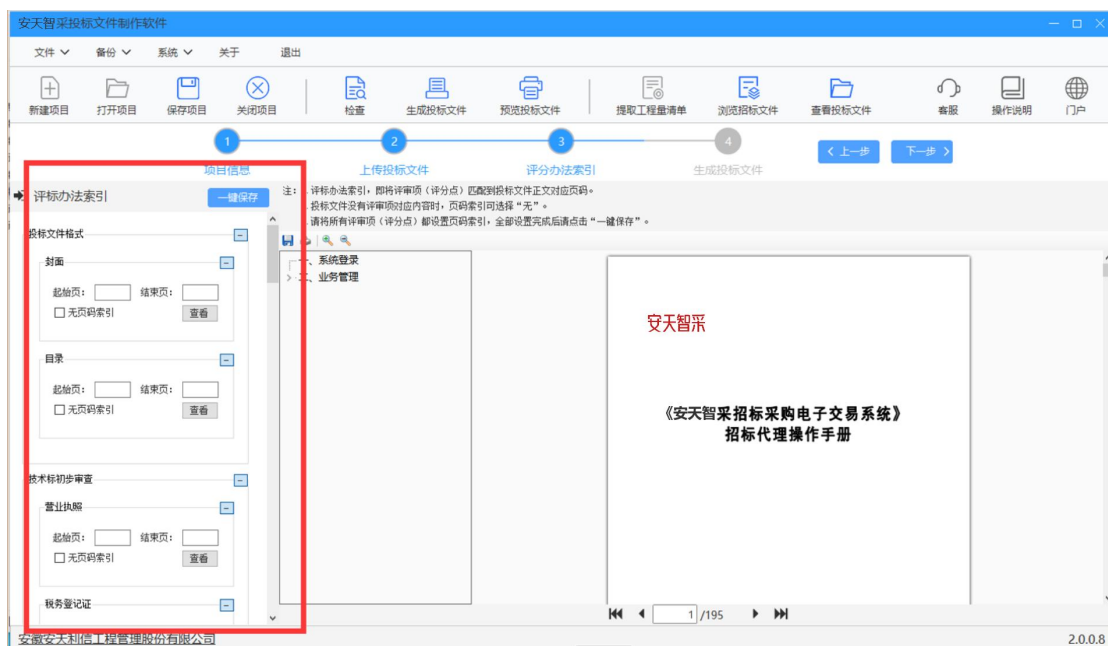 安天智采投标文件制作软件
文件 备份 系统 关于 退出
新建项目 打开项目 保存项目 关闭项目 检查 生成投标文件 预览投标文件 提取工程量清单 浏览招标文件 查看投标文件 客服 操作说明 门户
1 2 3 4
项目信息 上传投标文件 评分办法索引 生成投标文件
上一步 下一步
评标办法索引 一键保存
投标文件格式
封面
起始页: 结束页:
无页码索引 查看
目录
起始页: 结束页:
无页码索引 查看
技术标初步审查
营业执照
起始页: 结束页:
无页码索引 查看
税务登记证
注: 评标办法索引,即将评审项(评分点)匹配到投标文件正文对应页码。
投标文件没有评审项对应内容时,页码索引可选择“无”。
请将所有评审项(评分点)都设置页码索引,全部设置完成后请点击“一键保存”。
一、系统登录
二、业务管理
安天智采
《安天智采招标采购电子交易系统》
招标代理操作手册
1 /195
安徽安天利信工程管理股份有限公司 2.0.0.8